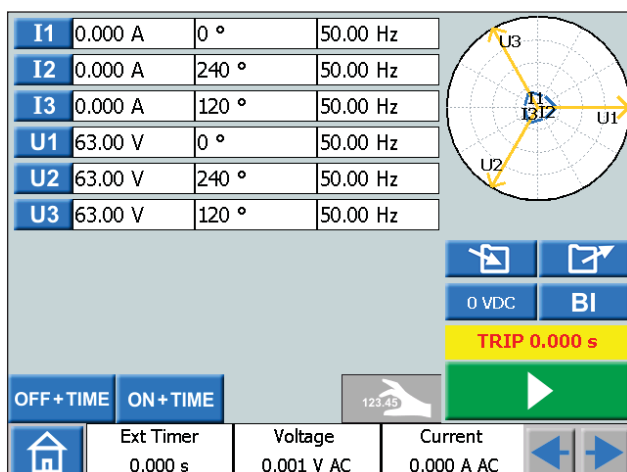 I1 0.000 A 0 ° 50.00 Hz
I2 0.000 A 240 ° 50.00 Hz
I3 0.000 A 120 ° 50.00 Hz
U1 63.00 V 0 ° 50.00 Hz
U2 63.00 V 240 ° 50.00 Hz
U3 63.00 V 120 ° 50.00 Hz
U3
I1
I3 I2
U1
U2
0 VDC BI
TRIP 0.000 s
OFF+TIME ON+TIME 123.45
Ext Timer Voltage Current
0.000 s 0.001 V AC 0.000 A AC